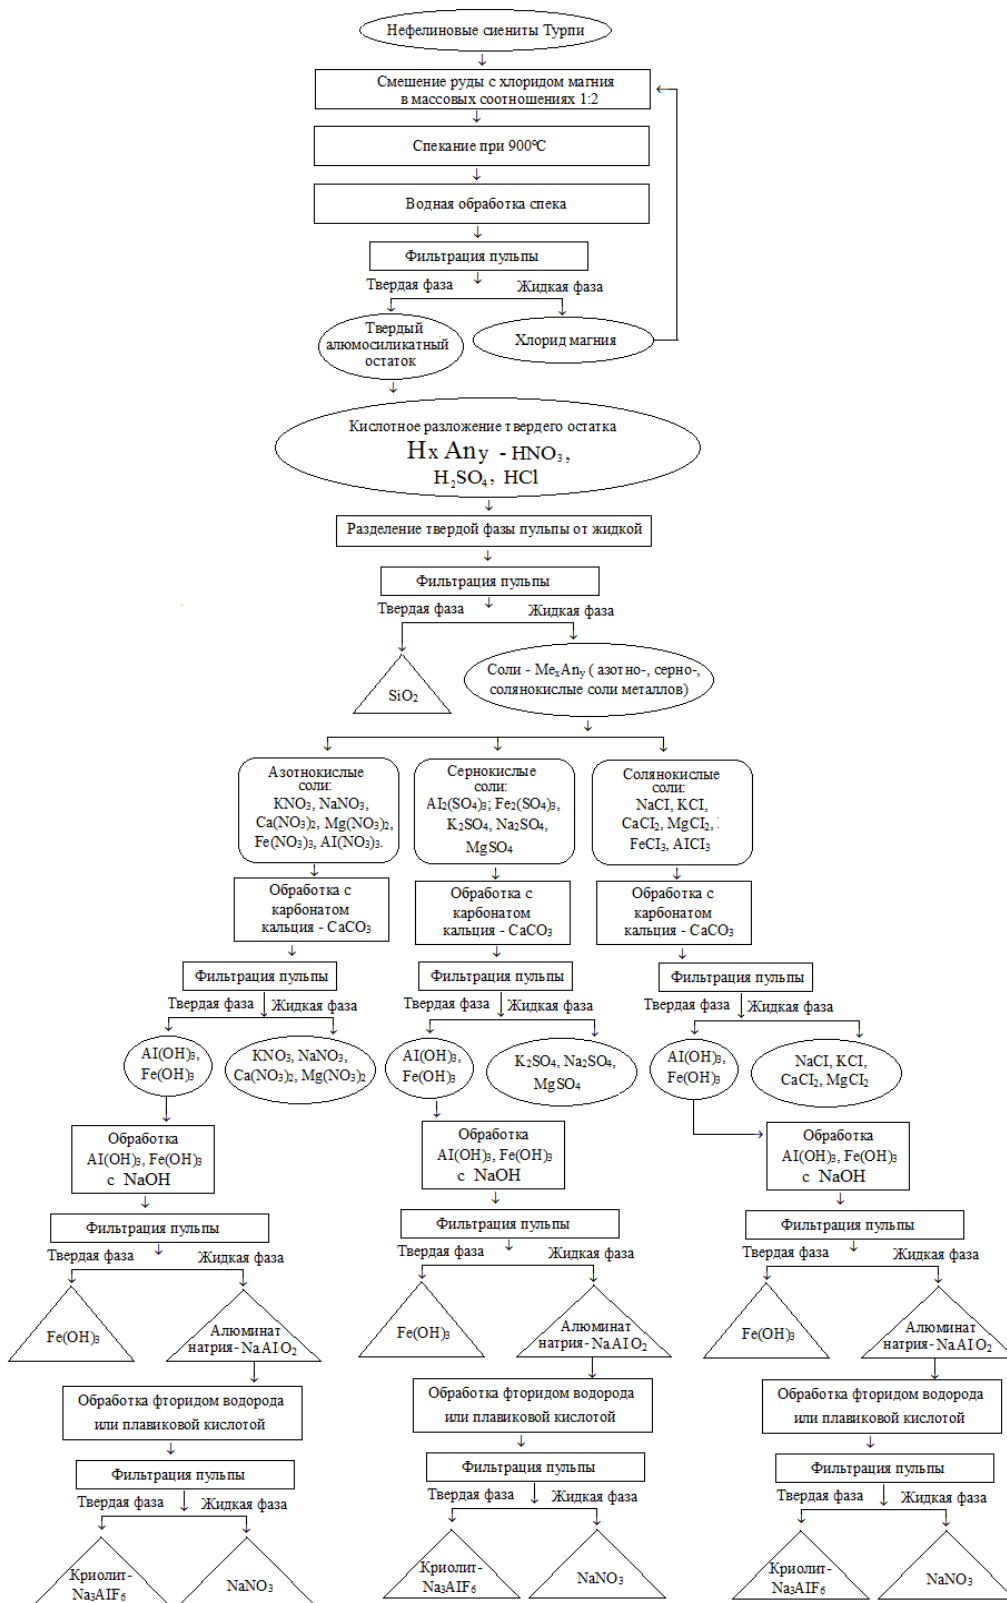 Нефелиновые сиениты Турпи
Смешение руды с хлоридом магния
в массовых соотношениях 1:2
Спекание при 900℃
Водная обработка спека
Фильтрация пульпы
Твердая фаза
Жидкая фаза
Твердый
алюмосиликатный
остаток
Хлорид магния
Кислотное разложение твердего остатка
Hx Any - HNO₃,
H₂SO₄, HCl
Разделение твердой фазы пульпы от жидкой
Фильтрация пульпы
Твердая фаза
Жидкая фаза
SiO₂
Соли - MeₓAnᵧ ( азотно-, серно-,
солянокислые соли металлов)
Азотнокислые
соли:
KNO₃, NaNO₃,
Ca(NO₃)₂, Mg(NO₃)₂,
Fe(NO₃)₃, AI(NO₃)₃.
Сернокислые
соли:
AI₂(SO₄)₃; Fe₂(SO₄)₃,
K₂SO₄, Na₂SO₄,
MgSO₄
Солянокислые
соли:
NaCI, KCI,
CaCI₂, MgCI₂,
FeCI₃, AICI₃
Обработка с
карбонатом
кальция - CaCO₃
Обработка с
карбонатом
кальция - CaCO₃
Обработка с
карбонатом
кальция - CaCO₃
Фильтрация пульпы
Фильтрация пульпы
Фильтрация пульпы
Твердая фаза
Жидкая фаза
Твердая фаза
Жидкая фаза
Твердая фаза
Жидкая фаза
AI(OH)₃,
Fe(OH)₃
KNO₃, NaNO₃,
Ca(NO₃)₂, Mg(NO₃)₂
AI(OH)₃,
Fe(OH)₃
K₂SO₄, Na₂SO₄,
MgSO₄
AI(OH)₃,
Fe(OH)₃
NaCI, KCI,
CaCI₂, MgCI₂
Обработка
AI(OH)₃, Fe(OH)₃
с NaOH
Обработка
AI(OH)₃, Fe(OH)₃
с NaOH
Обработка
AI(OH)₃, Fe(OH)₃
с NaOH
Фильтрация пульпы
Фильтрация пульпы
Фильтрация пульпы
Твердая фаза
Жидкая фаза
Твердая фаза
Жидкая фаза
Твердая фаза
Жидкая фаза
Fe(OH)₃
Алюминат
натрия-NaAIO₂
Fe(OH)₃
Алюминат
натрия-NaAIO₂
Fe(OH)₃
Алюминат
натрия-NaAIO₂
Обработка фторидом водорода
или плавиковой кислотой
Обработка фторидом водорода
или плавиковой кислотой
Обработка фторидом водорода
или плавиковой кислотой
Фильтрация пульпы
Фильтрация пульпы
Фильтрация пульпы
Твердая фаза
Жидкая фаза
Твердая фаза
Жидкая фаза
Твердая фаза
Жидкая фаза
Криолит-
Na₃AIF₆
NaNO₃
Криолит-
Na₃AIF₆
NaNO₃
Криолит-
Na₃AIF₆
NaNO₃